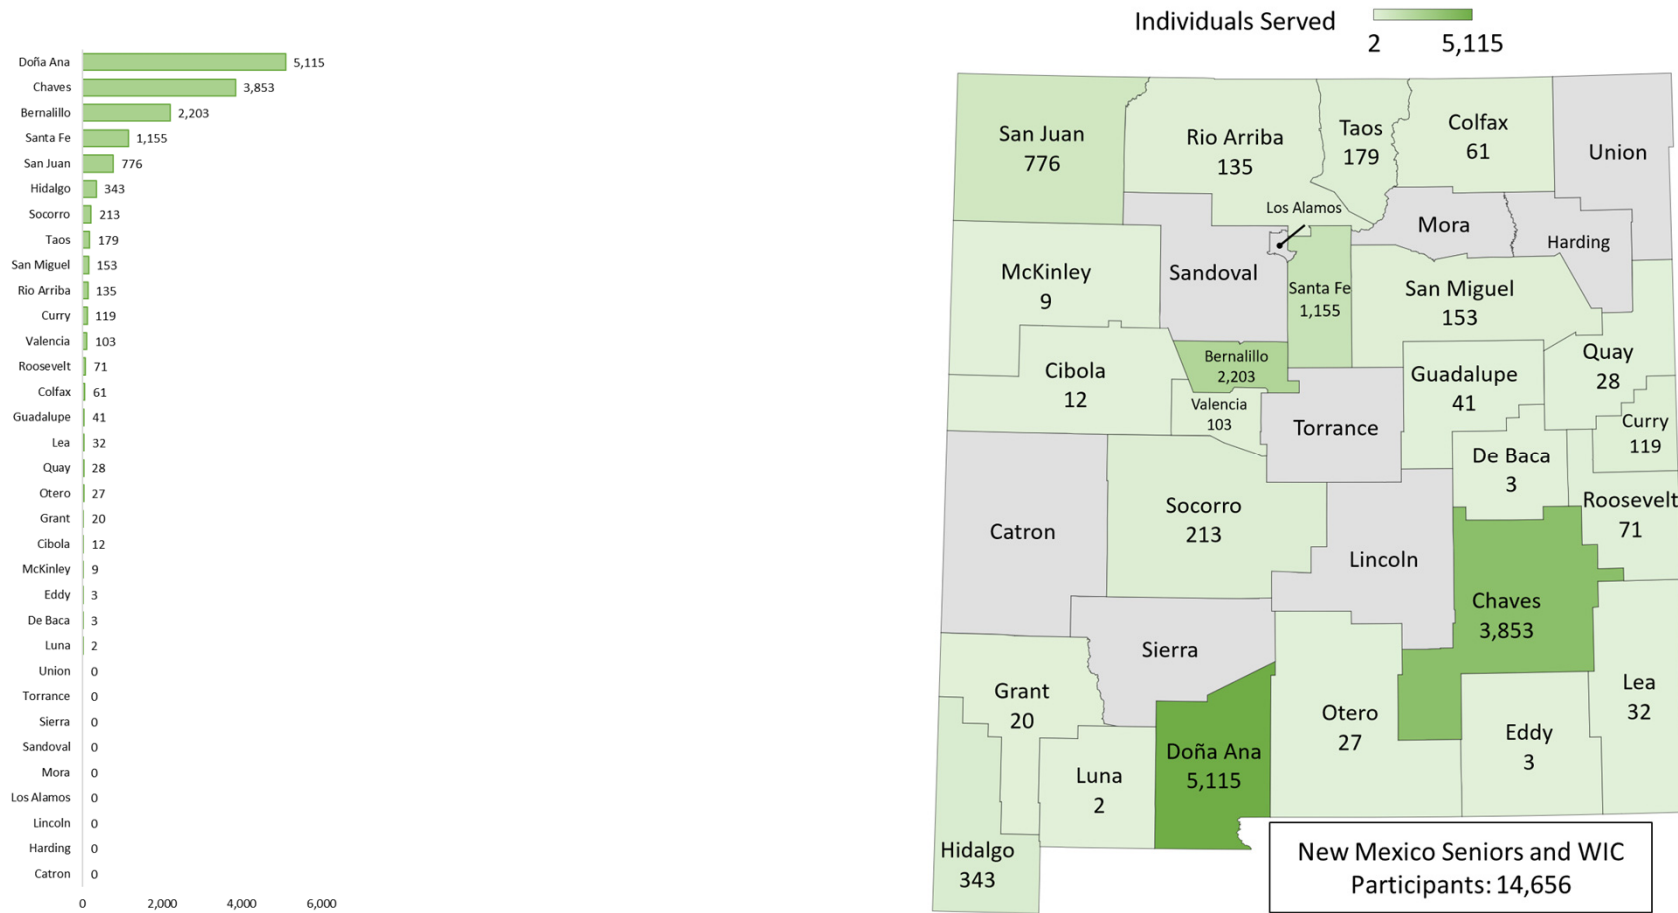 Doña Ana 5,115
Chaves 3,853
Bernalillo 2,203
Santa Fe 1,155
San Juan 776
Hidalgo 343
Socorro 213
Taos 179
San Miguel 153
Rio Arriba 135
Curry 119
Valencia 103
Roosevelt 71
Colfax 61
Guadalupe 41
Lea 32
Quay 28
Otero 27
Grant 20
Cibola 12
McKinley 9
Eddy 3
De Baca 3
Luna 2
Union 0
Torrance 0
Sierra 0
Sandoval 0
Mora 0
Los Alamos 0
Lincoln 0
Harding 0
Catron 0
0 2,000 4,000 6,000
Individuals Served
2 5,115
San Juan
776
Rio Arriba
135
Taos
179
Colfax
61
Union
Los Alamos
Mora
Harding
McKinley
9
Sandoval
Santa Fe
1,155
San Miguel
153
Bernalillo
2,203
Quay
28
Cibola
12
Guadalupe
41
Valencia
103
Torrance
Curry
119
De Baca
3
Socorro
213
Roosevelt
71
Catron
Lincoln
Chaves
3,853
Sierra
Grant
20
Lea
32
Otero
27
Eddy
3
Doña Ana
5,115
Luna
2
Hidalgo
343
New Mexico Seniors and WIC
Participants: 14,656